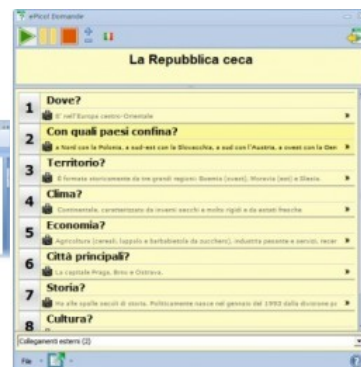 ePico! Domande
La Repubblica ceca
1 Dove?
E' nell'Europa centro-Orientale
2 Con quali paesi confina?
a Nord con la Polonia, a sud-est con la Slovacchia, a sud con l'Austria, a ovest con la Ger
3 Territorio?
È formata storicamente da tre grandi regioni: Boemia (ovest), Moravia (est) e Slesia.
4 Clima?
Continentale, caratterizzato da inverni secchi e molto rigidi e da estati fresche
5 Economia?
Agricoltura (cereali, luppolo e barbabietola da zucchero), industria pesante e servizi, recen
6 Città principali?
La capitale Praga, Brno e Ostrava.
7 Storia?
Ha alle spalle secoli di storia. Politicamente nasce nel gennaio del 1993 dalla divisione
8 Cultura?
Collegamenti esterni (2)
File